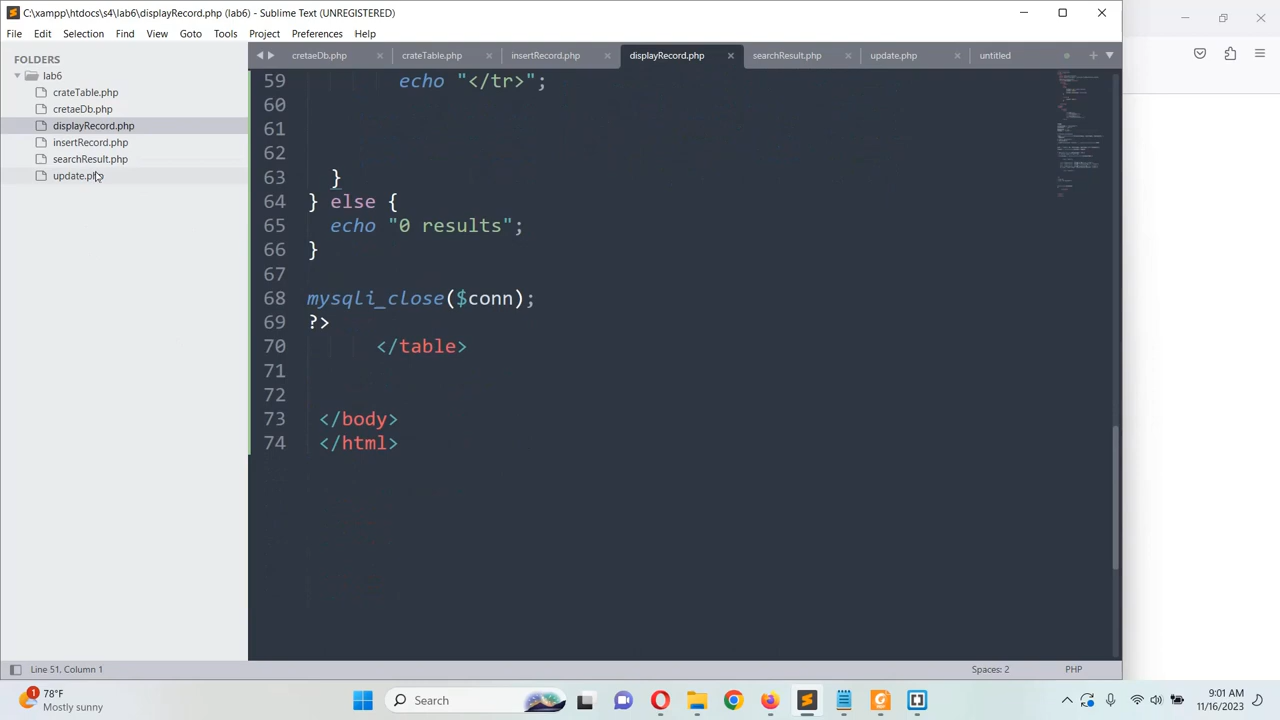 C:\xampp\htdocs\s4\lab6\displayRecord.php (lab6) - Sublime Text (UNREGISTERED)
File Edit Selection Find View Goto Tools Project Preferences Help
FOLDERS
lab6
crateTable.php
cretaeDb.php
displayRecord.php
insertRecord.php
searchResult.php
update.php
cretaeDb.php crateTable.php insertRecord.php displayRecord.php searchResult.php update.php untitled
59 echo "</tr>";
60
61
62
63 }
64 } else {
65 echo "0 results";
66 }
67
68 mysqli_close($conn);
69 ?>
70 </table>
71
72
73 </body>
74 </html>
Line 51, Column 1 Spaces: 2 PHP
1
78°F
Mostly sunny
Search
9:01 AM
11/16/2023